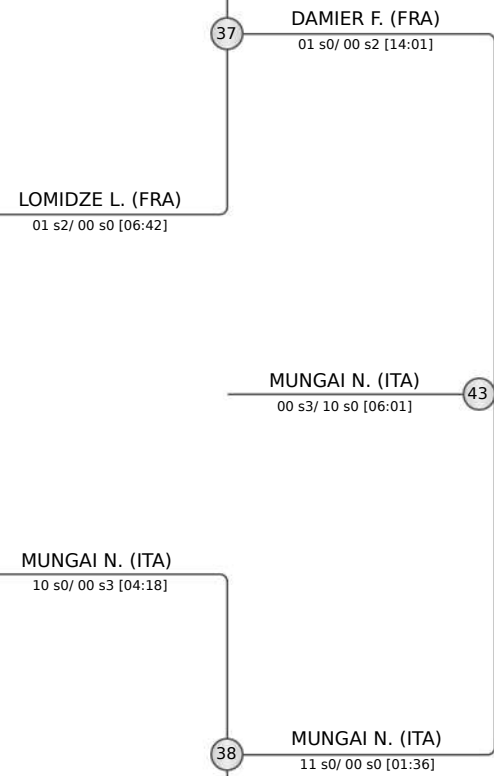 DAMIER F. (FRA)
37
01 s0/ 00 s2 [14:01]
LOMIDZE L. (FRA)
01 s2/ 00 s0 [06:42]
MUNGAI N. (ITA)
43
00 s3/ 10 s0 [06:01]
MUNGAI N. (ITA)
10 s0/ 00 s3 [04:18]
MUNGAI N. (ITA)
38
11 s0/ 00 s0 [01:36]